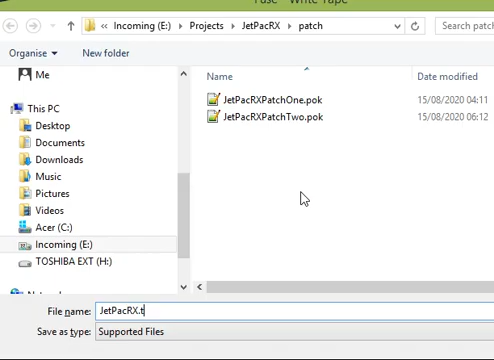 Fuse - Write Tape
« Incoming (E:) > Projects > JetPacRX > patch
Search patch
Organise
New folder
Me
This PC
Desktop
Documents
Downloads
Music
Pictures
Videos
Acer (C:)
Incoming (E:)
TOSHIBA EXT (H:)
Name
Date modified
JetPacRXPatchOne.pok
15/08/2020 04:11
JetPacRXPatchTwo.pok
15/08/2020 06:12
File name: JetPacRX.t
Save as type: Supported Files